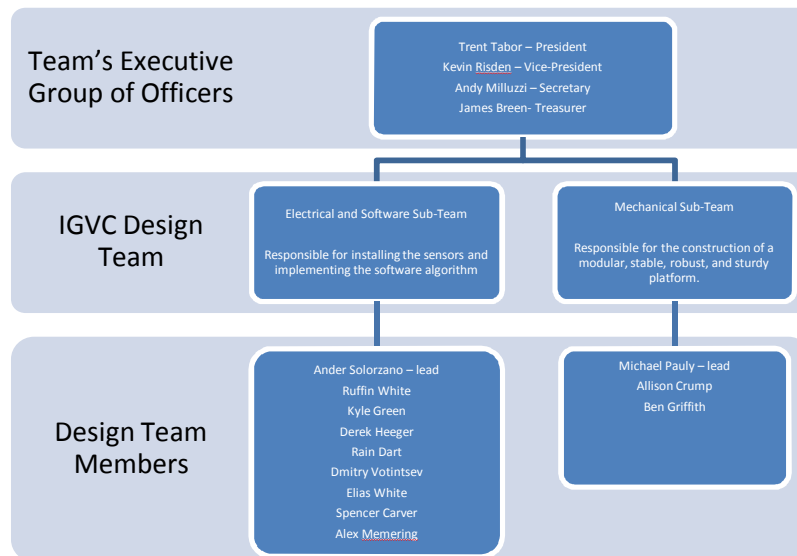 Team's Executive
Group of Officers
Trent Tabor – President
Kevin Risden – Vice-President
Andy Milluzzi – Secretary
James Breen- Treasurer
IGVC Design
Team
Electrical and Software Sub-Team
Responsible for installing the sensors and
implementing the software algorithm
Mechanical Sub-Team
Responsible for the construction of a
modular, stable, robust, and sturdy
platform.
Design Team
Members
Ander Solorzano – lead
Ruffin White
Kyle Green
Derek Heeger
Rain Dart
Dmitry Votintsev
Elias White
Spencer Carver
Alex Memering
Michael Pauly – lead
Allison Crump
Ben Griffith